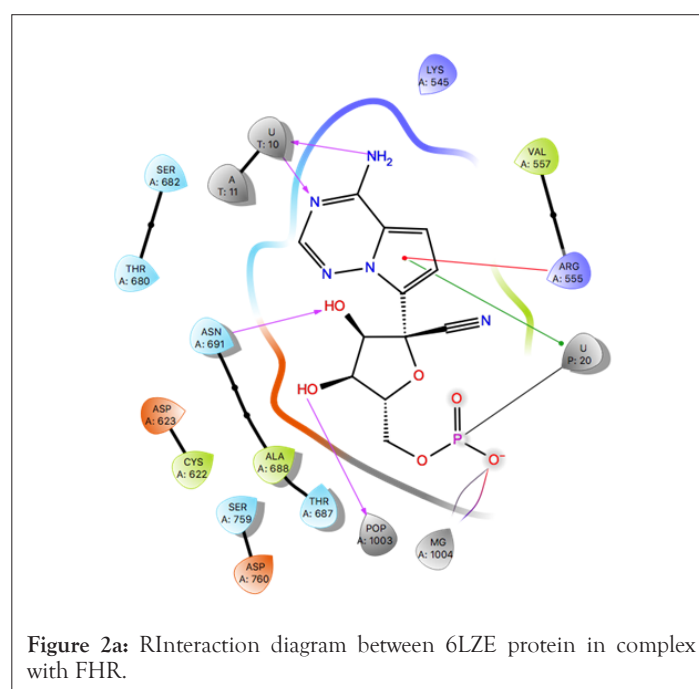 LYS
A: 545
U
T: 10
NH₂
VAL
A: 557
A
T: 11
SER
A: 682
N
THR
A: 680
N
N
ARG
A: 555
HO
N
ASN
A: 691
U
P: 20
HO
O
O
ASP
A: 623
P
CYS
A: 622
ALA
A: 688
O
O⁻
SER
A: 759
THR
A: 687
POP
A: 1003
MG
A: 1004
ASP
A: 760
Figure 2a: RInteraction diagram between 6LZE protein in complex
with FHR.